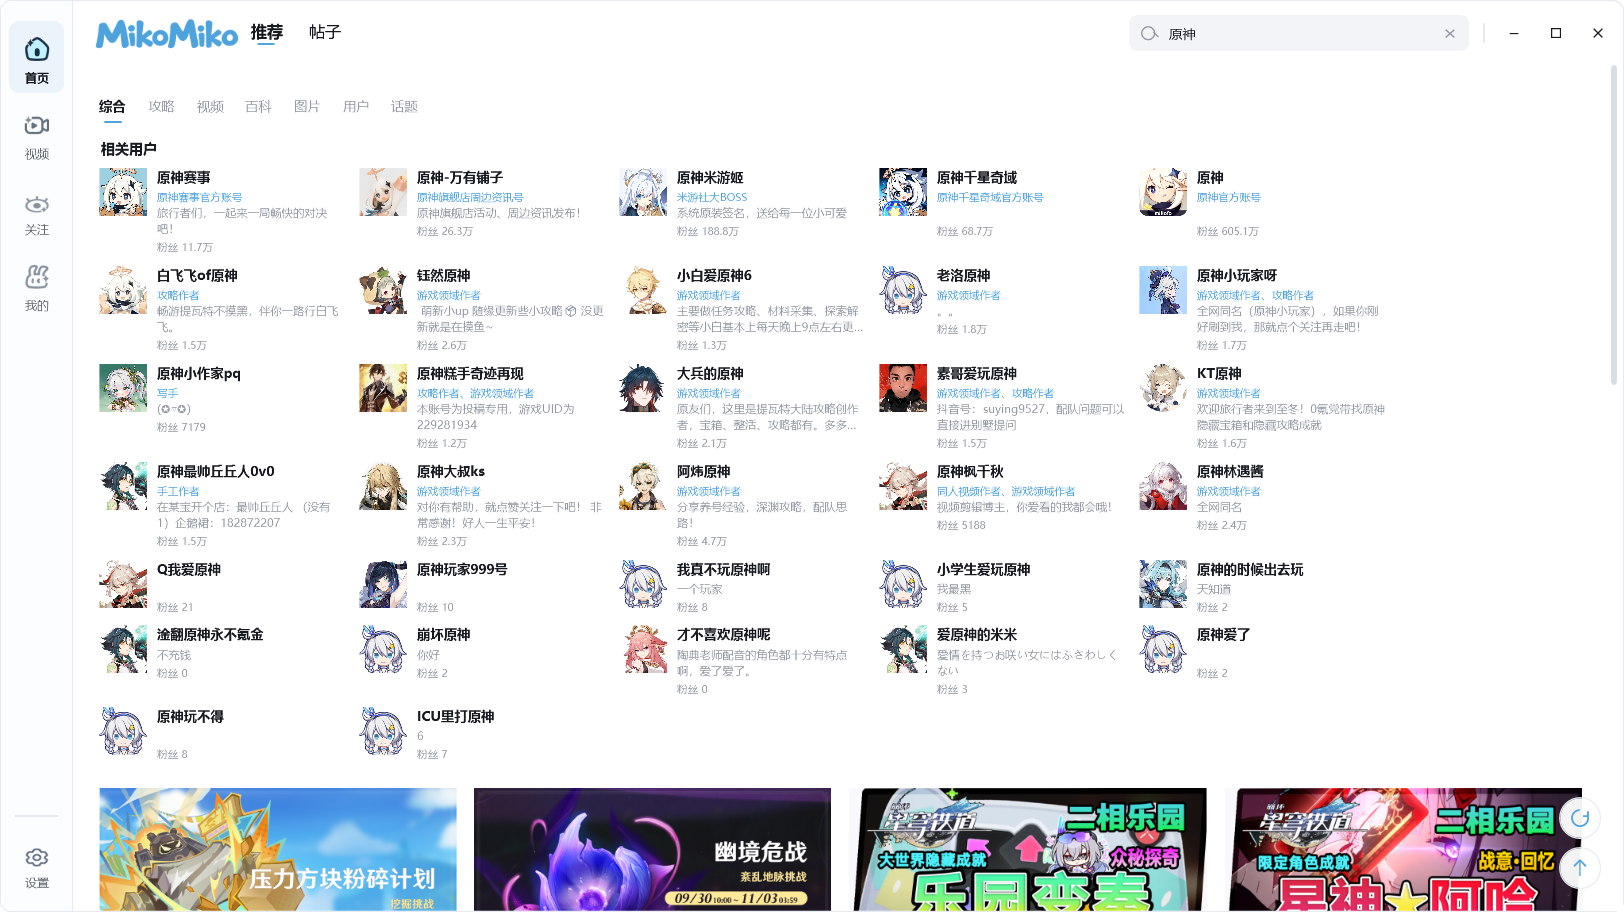 MikoMiko 推荐 帖子
原神
首页
视频
关注
我的
设置
综合 攻略 视频 百科 图片 用户 话题
相关用户
原神赛事
原神赛事官方账号
旅行者们，一起来一局畅快的对决
吧！
粉丝 11.7万
原神-万有铺子
原神旗舰店周边资讯号
原神旗舰店活动、周边资讯发布！
粉丝 26.3万
原神米游姬
米游社大BOSS
系统原装签名，送给每一位小可爱
粉丝 188.8万
原神千星奇域
原神千星奇域官方账号
粉丝 68.7万
原神
原神官方账号
粉丝 605.1万
白飞飞of原神
攻略作者
畅游提瓦特不摸黑，伴你一路行白飞
飞。
粉丝 1.5万
钰然原神
游戏领域作者
萌新小up 随缘更新些小攻略 没更
新就是在摸鱼~
粉丝 2.6万
小白爱原神6
游戏领域作者
主要做任务攻略、材料采集、探索解
密等小白基本上每天晚上9点左右更...
粉丝 1.3万
老洛原神
游戏领域作者
。。
粉丝 1.8万
原神小玩家呀
游戏领域作者、攻略作者
全网同名（原神小玩家），如果你刚
好刷到我，那就点个关注再走吧！
粉丝 1.7万
原神小作家pq
写手
(✪▽✪)
粉丝 7179
原神糕手奇迹再现
攻略作者、游戏领域作者
本账号为投稿专用，游戏UID为
229281934
粉丝 1.2万
大兵的原神
游戏领域作者
原友们，这里是提瓦特大陆攻略创作
者，宝箱、整活、攻略都有。多多...
粉丝 2.1万
素哥爱玩原神
游戏领域作者、攻略作者
抖音号：suying9527，配队问题可以
直接进别墅提问
粉丝 1.5万
KT原神
游戏领域作者
欢迎旅行者来到至冬！0氪党带找原神
隐藏宝箱和隐藏攻略成就
粉丝 1.6万
原神最帅丘丘人0v0
手工作者
在某宝开个店：最帅丘丘人 （没有
1）企鹅裙：182872207
粉丝 1.5万
原神大叔ks
游戏领域作者
对你有帮助，就点赞关注一下吧！ 非
常感谢！好人一生平安！
粉丝 2.3万
阿炜原神
游戏领域作者
分享养号经验，深渊攻略，配队思
路！
粉丝 4.7万
原神枫千秋
同人视频作者、游戏领域作者
视频剪辑博主，你爱看的我都会哦！
粉丝 5188
原神林遇酱
游戏领域作者
全网同名
粉丝 2.4万
Q我爱原神
粉丝 21
原神玩家999号
粉丝 10
我真不玩原神啊
一个玩家
粉丝 8
小学生爱玩原神
我最黑
粉丝 5
原神的时候出去玩
天知道
粉丝 2
淦翻原神永不氪金
不充钱
粉丝 0
崩坏原神
你好
粉丝 2
才不喜欢原神呢
陶典老师配音的角色都十分有特点
啊，爱了爱了。
粉丝 0
爱原神的米米
愛情を持つお咲い女にはふさわしく
ない
粉丝 3
原神爱了
粉丝 2
原神玩不得
粉丝 8
ICU里打原神
6
粉丝 7
压力方块粉碎计划
挖掘挑战
幽境危战
紊乱地脉挑战
09/30 10:00 ~ 11/03 03:59
星穹铁道
二相乐园
大世界隐藏成就
众秘探奇
乐园变奏
崩坏
星穹铁道
二相乐园
限定角色成就
战意·回忆
星神★阿哈